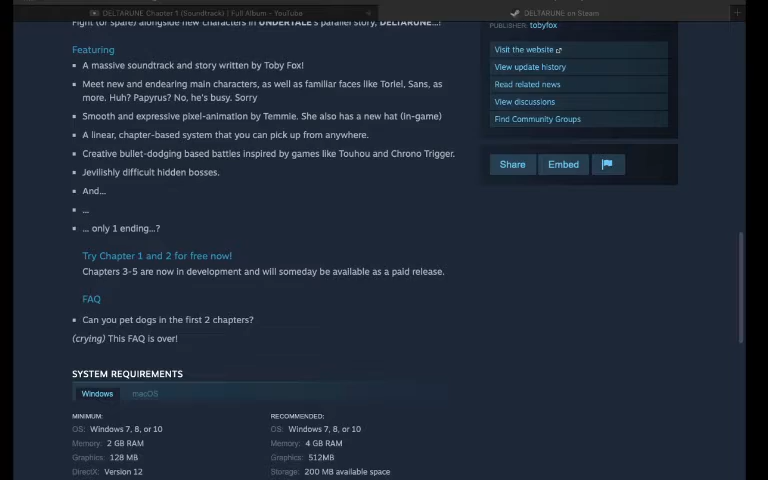 DELTARUNE Chapter 1 (Soundtrack) | Full Album - YouTube
DELTARUNE on Steam
Fight (or spare) alongside new characters in UNDERTALE's parallel story, DELTARUNE...!
Featuring
A massive soundtrack and story written by Toby Fox!
Meet new and endearing main characters, as well as familiar faces like Toriel, Sans, as
more. Huh? Papyrus? No, he's busy. Sorry
Smooth and expressive pixel-animation by Temmie. She also has a new hat (in-game)
A linear, chapter-based system that you can pick up from anywhere.
Creative bullet-dodging based battles inspired by games like Touhou and Chrono Trigger.
Jevilishly difficult hidden bosses.
And...
...
... only 1 ending...?
Try Chapter 1 and 2 for free now!
Chapters 3-5 are now in development and will someday be available as a paid release.
FAQ
Can you pet dogs in the first 2 chapters?
(crying) This FAQ is over!
SYSTEM REQUIREMENTS
Windows macOS
MINIMUM:
OS: Windows 7, 8, or 10
Memory: 2 GB RAM
Graphics: 128 MB
DirectX: Version 12
RECOMMENDED:
OS: Windows 7, 8, or 10
Memory: 4 GB RAM
Graphics: 512MB
Storage: 200 MB available space
PUBLISHER: tobyfox
Visit the website
View update history
Read related news
View discussions
Find Community Groups
Share Embed